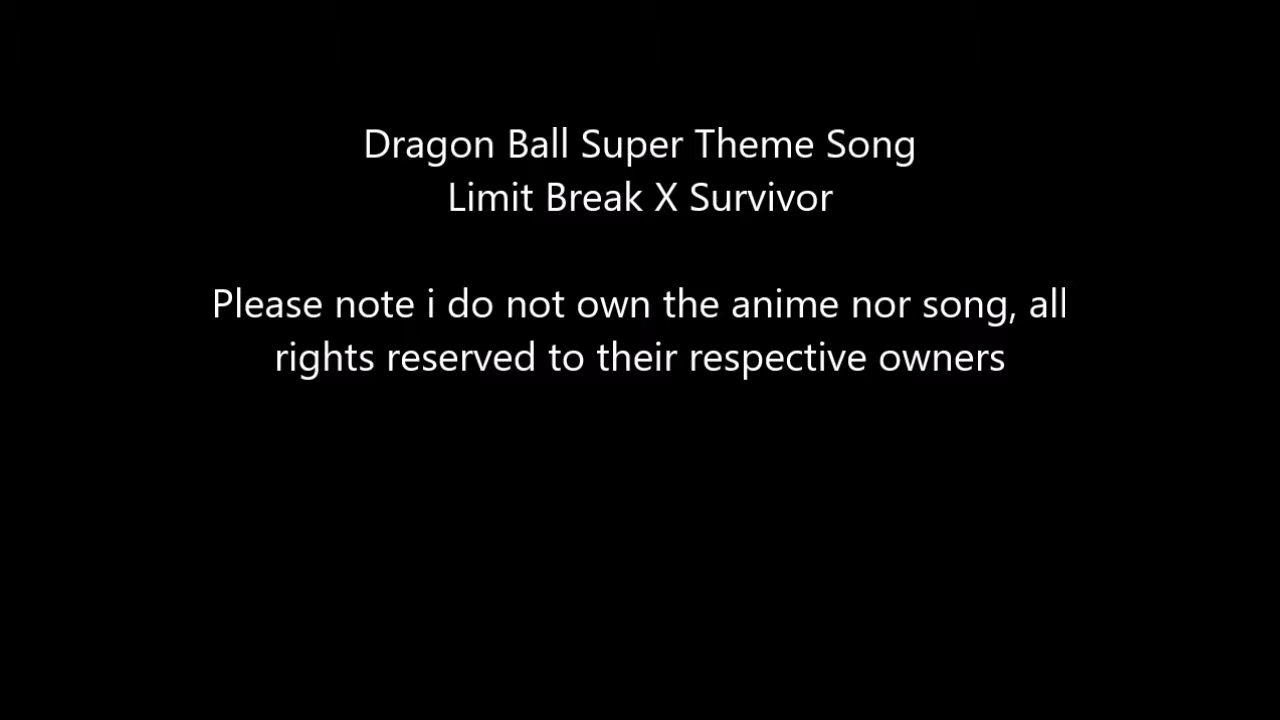 Dragon Ball Super Theme Song
Limit Break X Survivor
Please note i do not own the anime nor song, all
rights reserved to their respective owners